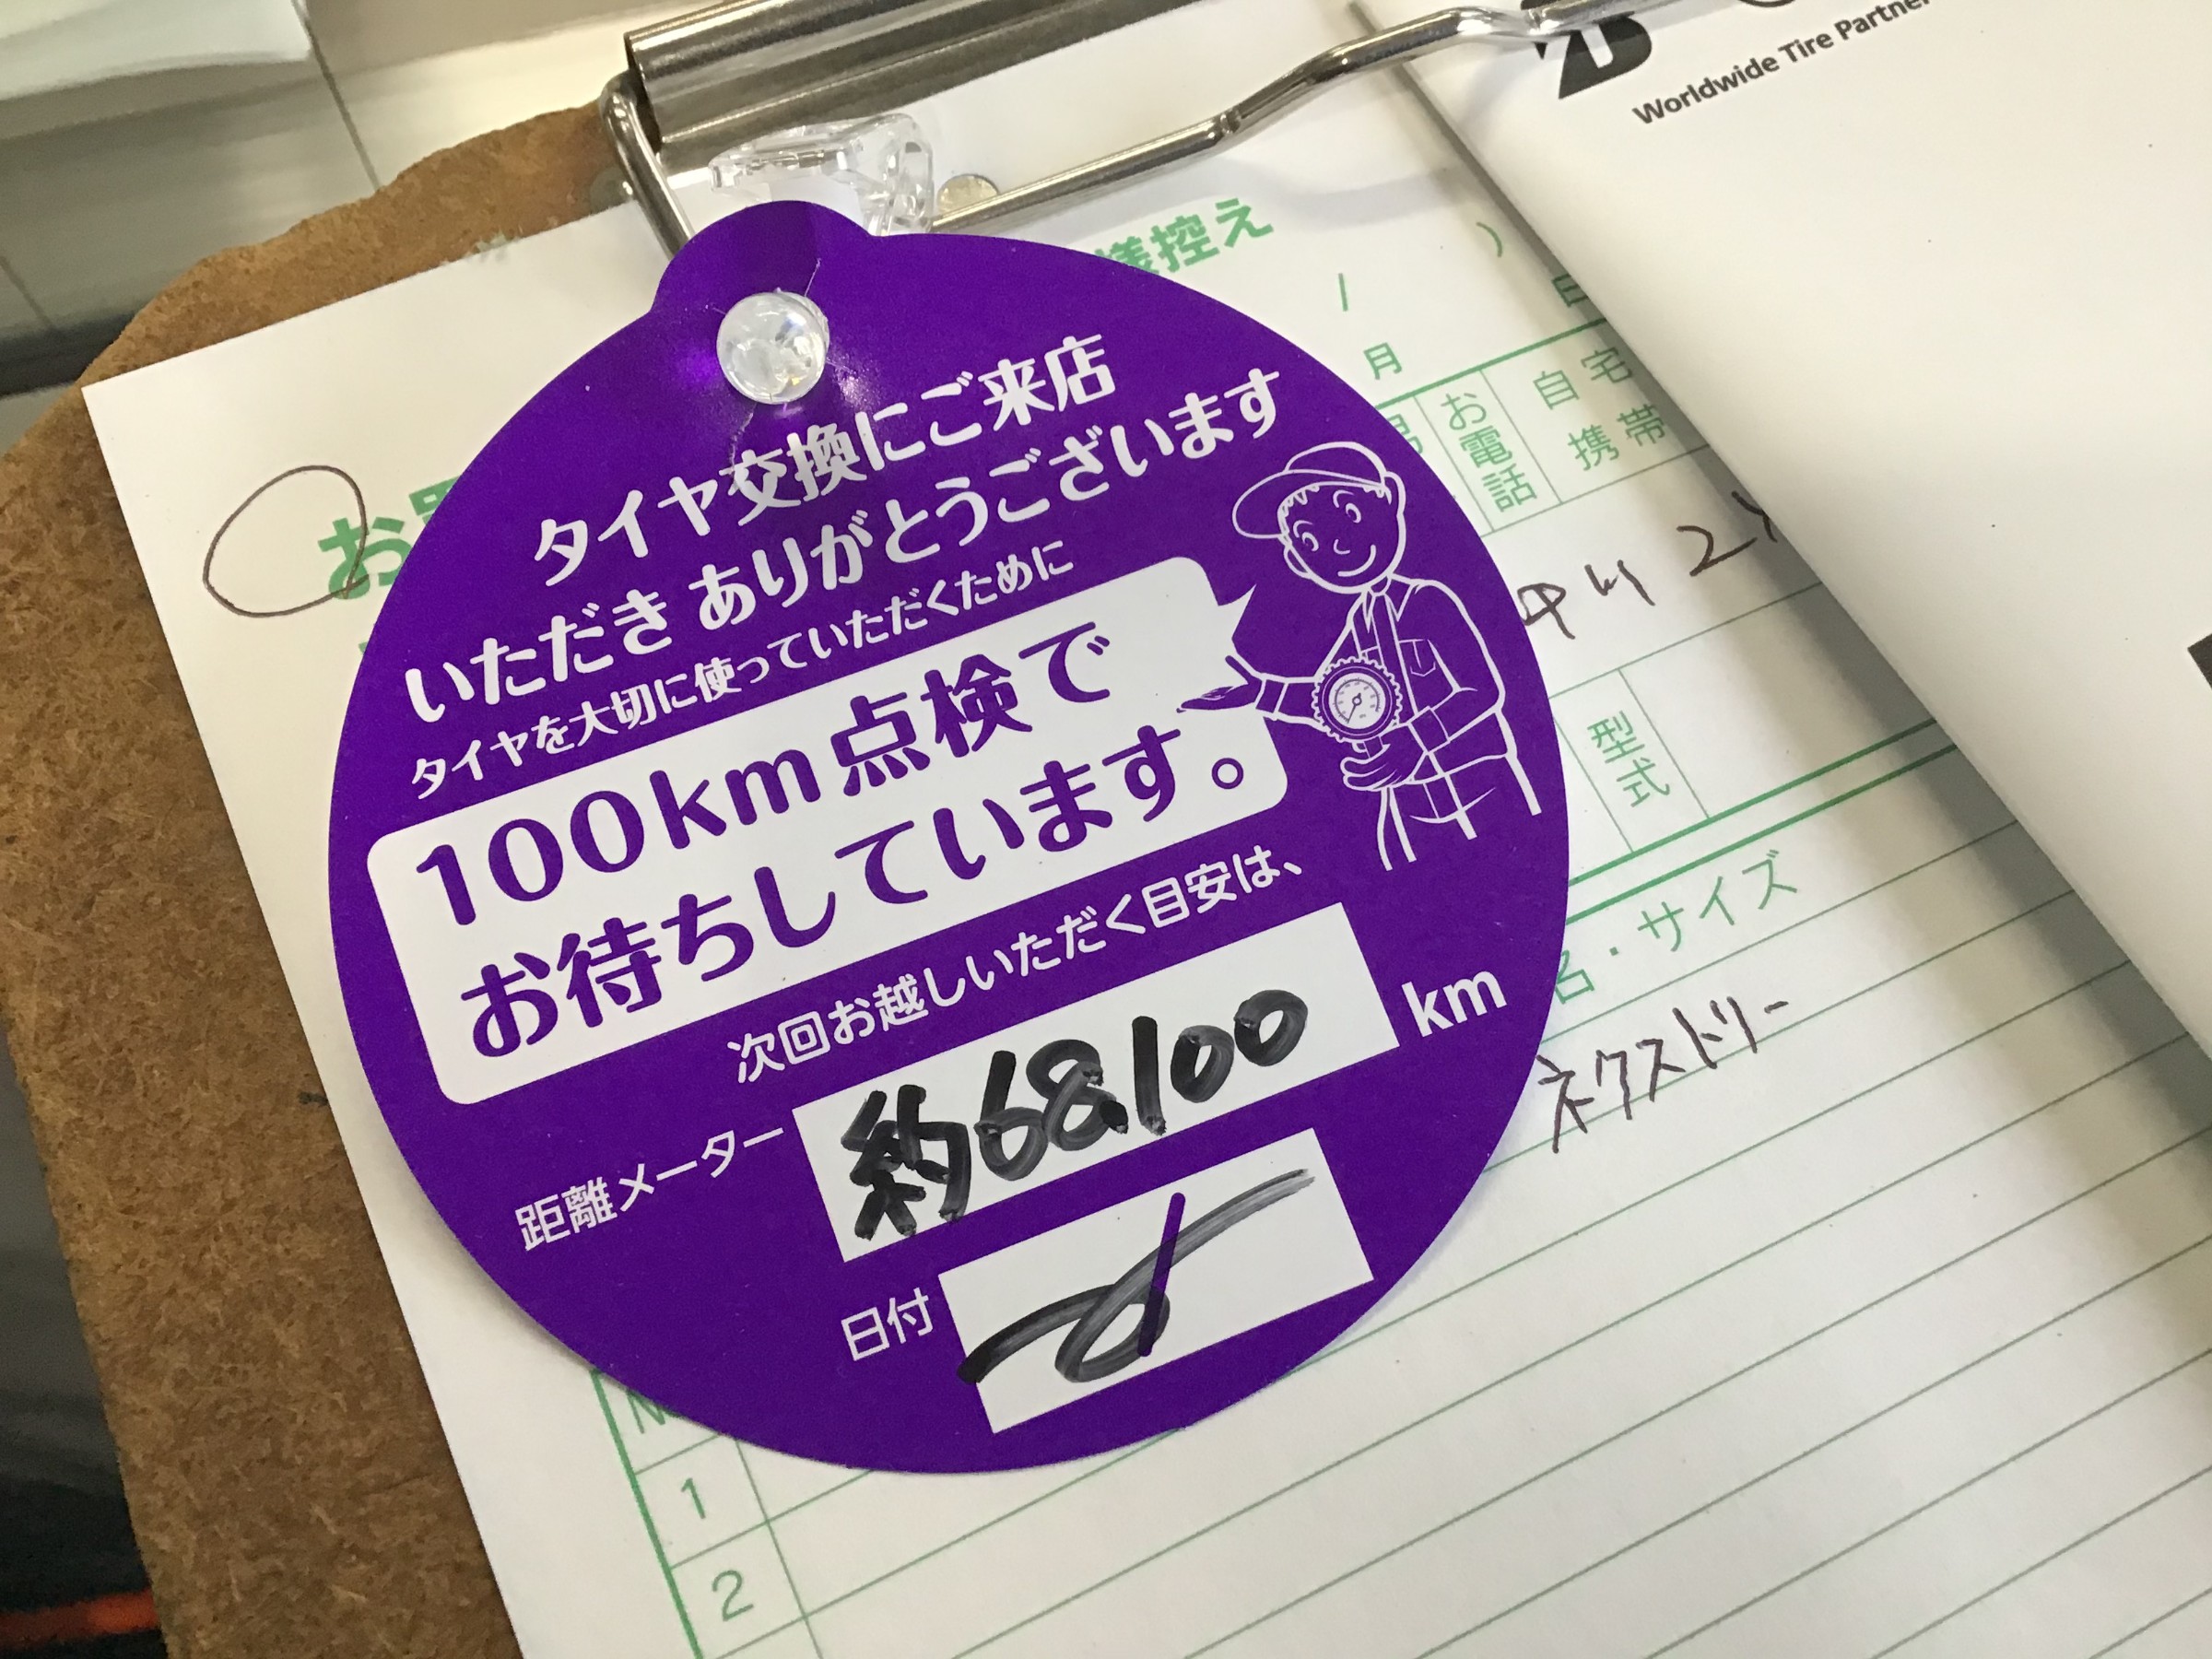 Worldwide Tire Partner
様控え
/
)
月
日
お
電
話
自宅
携帯
お
タイヤ交換にご来店
いただき ありがとうございます
タイヤを大切に使っていただくために
100km点検で
お待ちしています。
次回お越しいただく目安は、
距離メーター 約68,100 km
日付
型
式
名・サイズ
ネクストリー
1
2